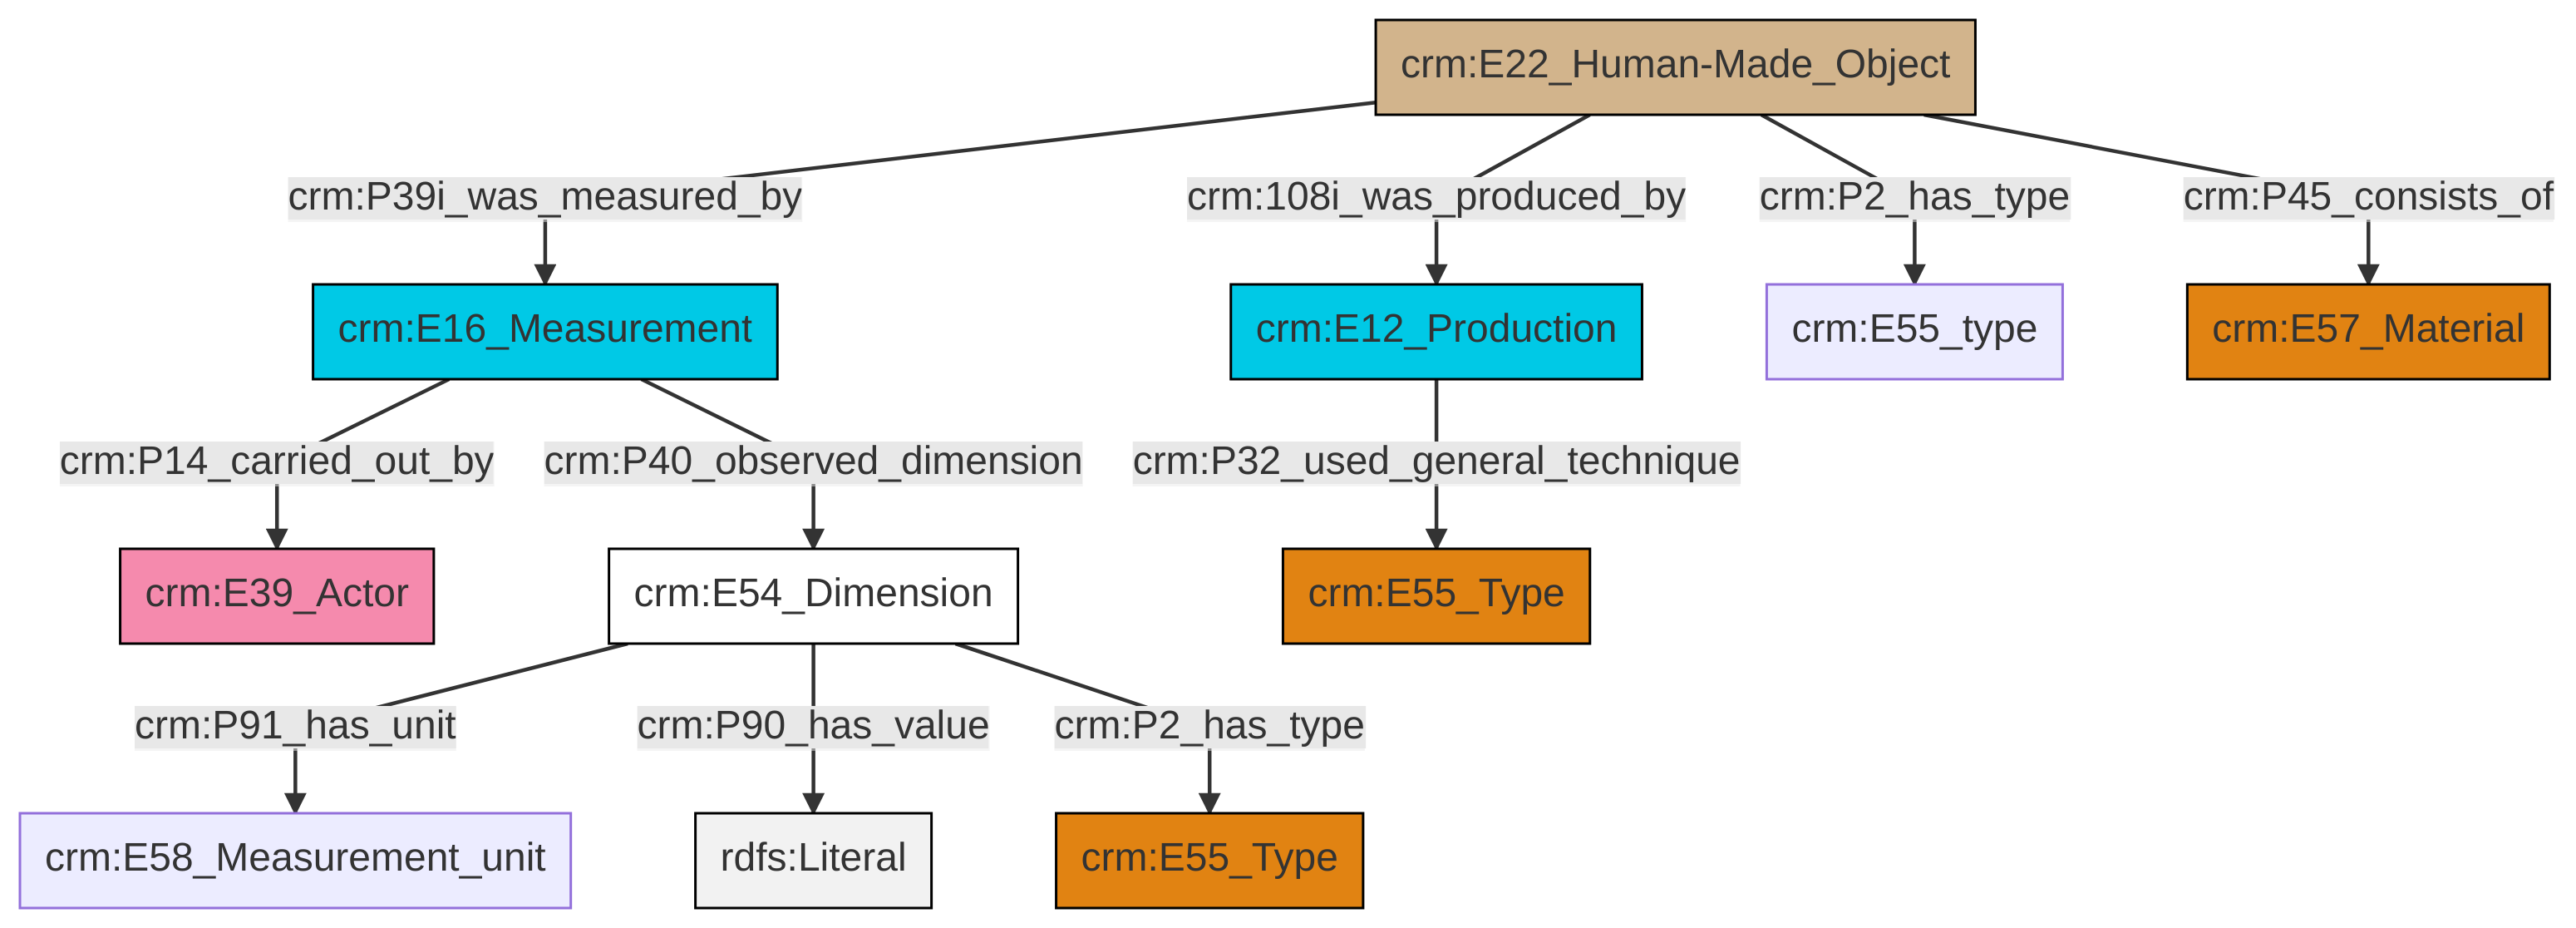 crm:E22_Human-Made_Object
crm:P39i_was_measured_by
crm:108i_was_produced_by
crm:P2_has_type
crm:P45_consists_of
crm:E16_Measurement
crm:E12_Production
crm:E55_type
crm:E57_Material
crm:P14_carried_out_by
crm:P40_observed_dimension
crm:P32_used_general_technique
crm:E39_Actor
crm:E54_Dimension
crm:E55_Type
crm:P91_has_unit
crm:P90_has_value
crm:P2_has_type
crm:E58_Measurement_unit
rdfs:Literal
crm:E55_Type